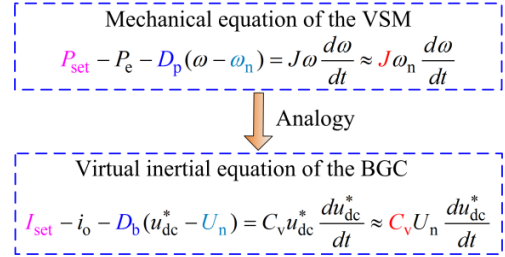 Mechanical equation of the VSM
P_set − P_e − D_p(ω − ω_n) = Jω dω/dt ≈ Jω_n dω/dt
Analogy
Virtual inertial equation of the BGC
I_set − i_o − D_b(u*_dc − U_n) = C_v u*_dc du*_dc/dt ≈ C_v U_n du*_dc/dt